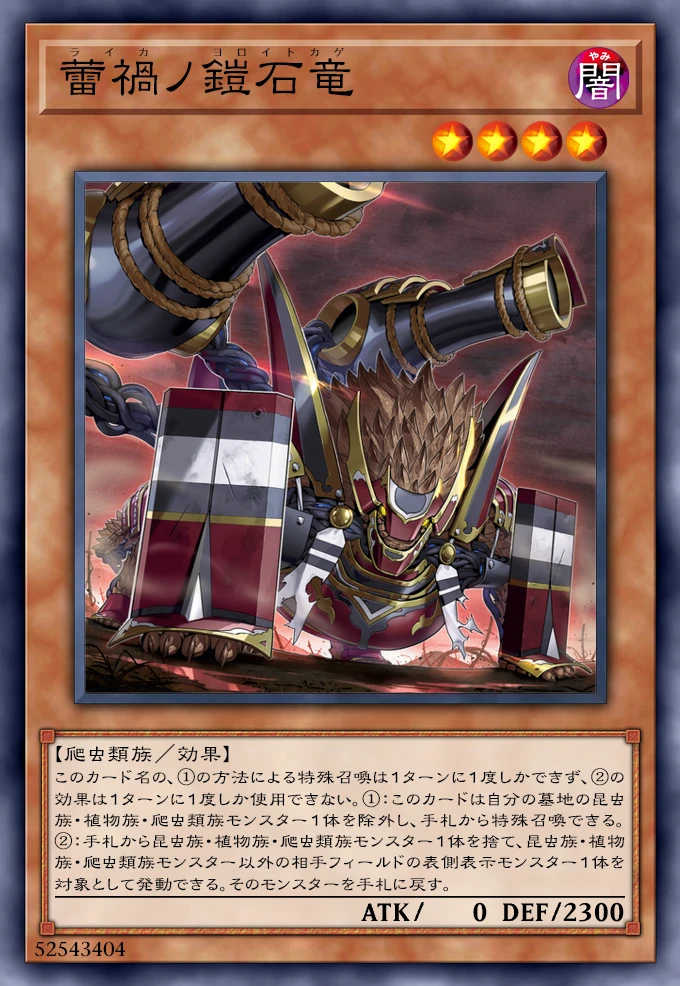 ライカ ヨロイトカゲ
蕾禍ノ鎧石竜
やみ
闇
【爬虫類族／効果】
このカード名の、①の方法による特殊召喚は1ターンに1度しかできず、②の
効果は1ターンに1度しか使用できない。①：このカードは自分の墓地の昆虫
族・植物族・爬虫類族モンスター1体を除外し、手札から特殊召喚できる。
②：手札から昆虫族・植物族・爬虫類族モンスター1体を捨て、昆虫族・植物
族・爬虫類族モンスター以外の相手フィールドの表側表示モンスター1体を
対象として発動できる。そのモンスターを手札に戻す。
ATK/ 0 DEF/2300
52543404